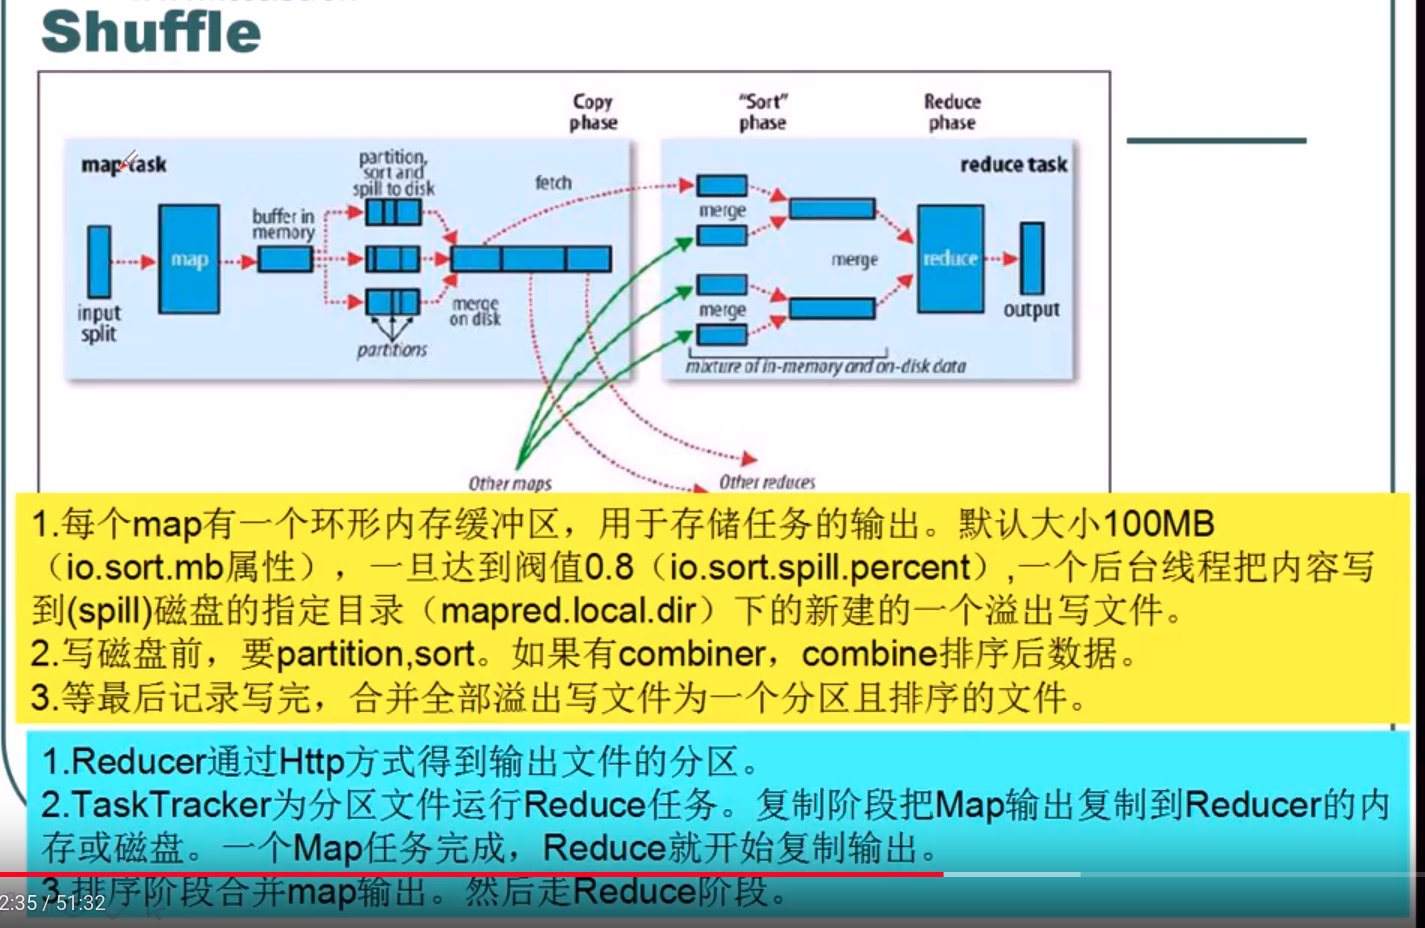 Shuffle
Copy
phase
"Sort"
phase
Reduce
phase
map task
partition,
sort and
spill to disk
fetch
reduce task
buffer in
memory
merge
map
merge
reduce
input
split
merge
on disk
merge
output
partitions
mixture of in-memory and on-disk data
Other maps
Other reduces
1.每个map有一个环形内存缓冲区，用于存储任务的输出。默认大小100MB
（io.sort.mb属性），一旦达到阀值0.8（io.sort.spill.percent）,一个后台线程把内容写
到(spill)磁盘的指定目录（mapred.local.dir）下的新建的一个溢出写文件。
2.写磁盘前，要partition,sort。如果有combiner，combine排序后数据。
3.等最后记录写完，合并全部溢出写文件为一个分区且排序的文件。
1.Reducer通过Http方式得到输出文件的分区。
2.TaskTracker为分区文件运行Reduce任务。复制阶段把Map输出复制到Reducer的内
存或磁盘。一个Map任务完成，Reduce就开始复制输出。
3.排序阶段合并map输出。然后走Reduce阶段。
2:35 / 51:32